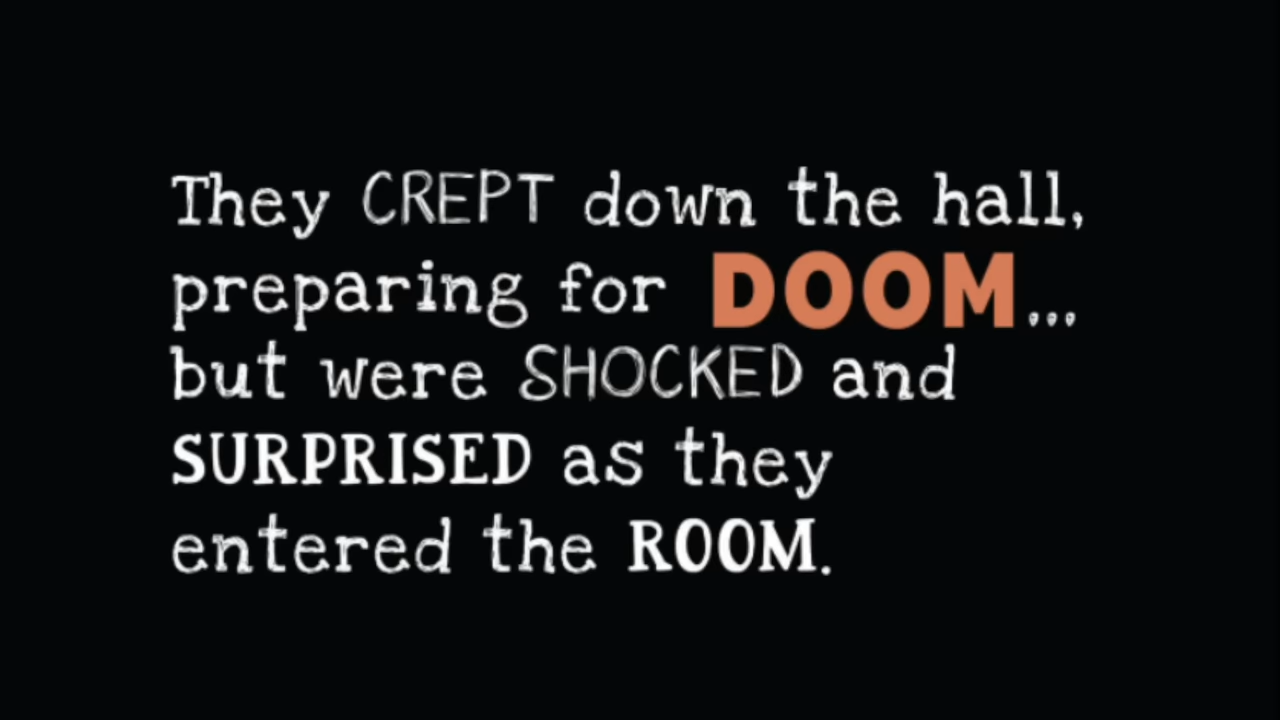 They CREPT down the hall,
preparing for DOOM...
but were SHOCKED and
SURPRISED as they
entered the ROOM.